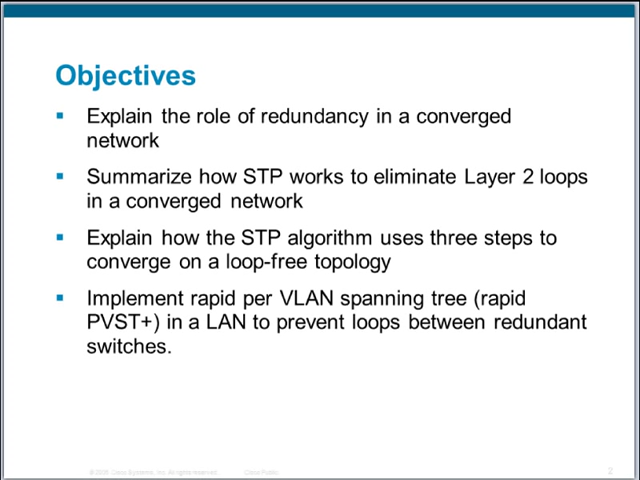 Objectives
Explain the role of redundancy in a converged
network
Summarize how STP works to eliminate Layer 2 loops
in a converged network
Explain how the STP algorithm uses three steps to
converge on a loop-free topology
Implement rapid per VLAN spanning tree (rapid
PVST+) in a LAN to prevent loops between redundant
switches.
Cisco Systems, Inc. All rights reserved. Cisco Public 2